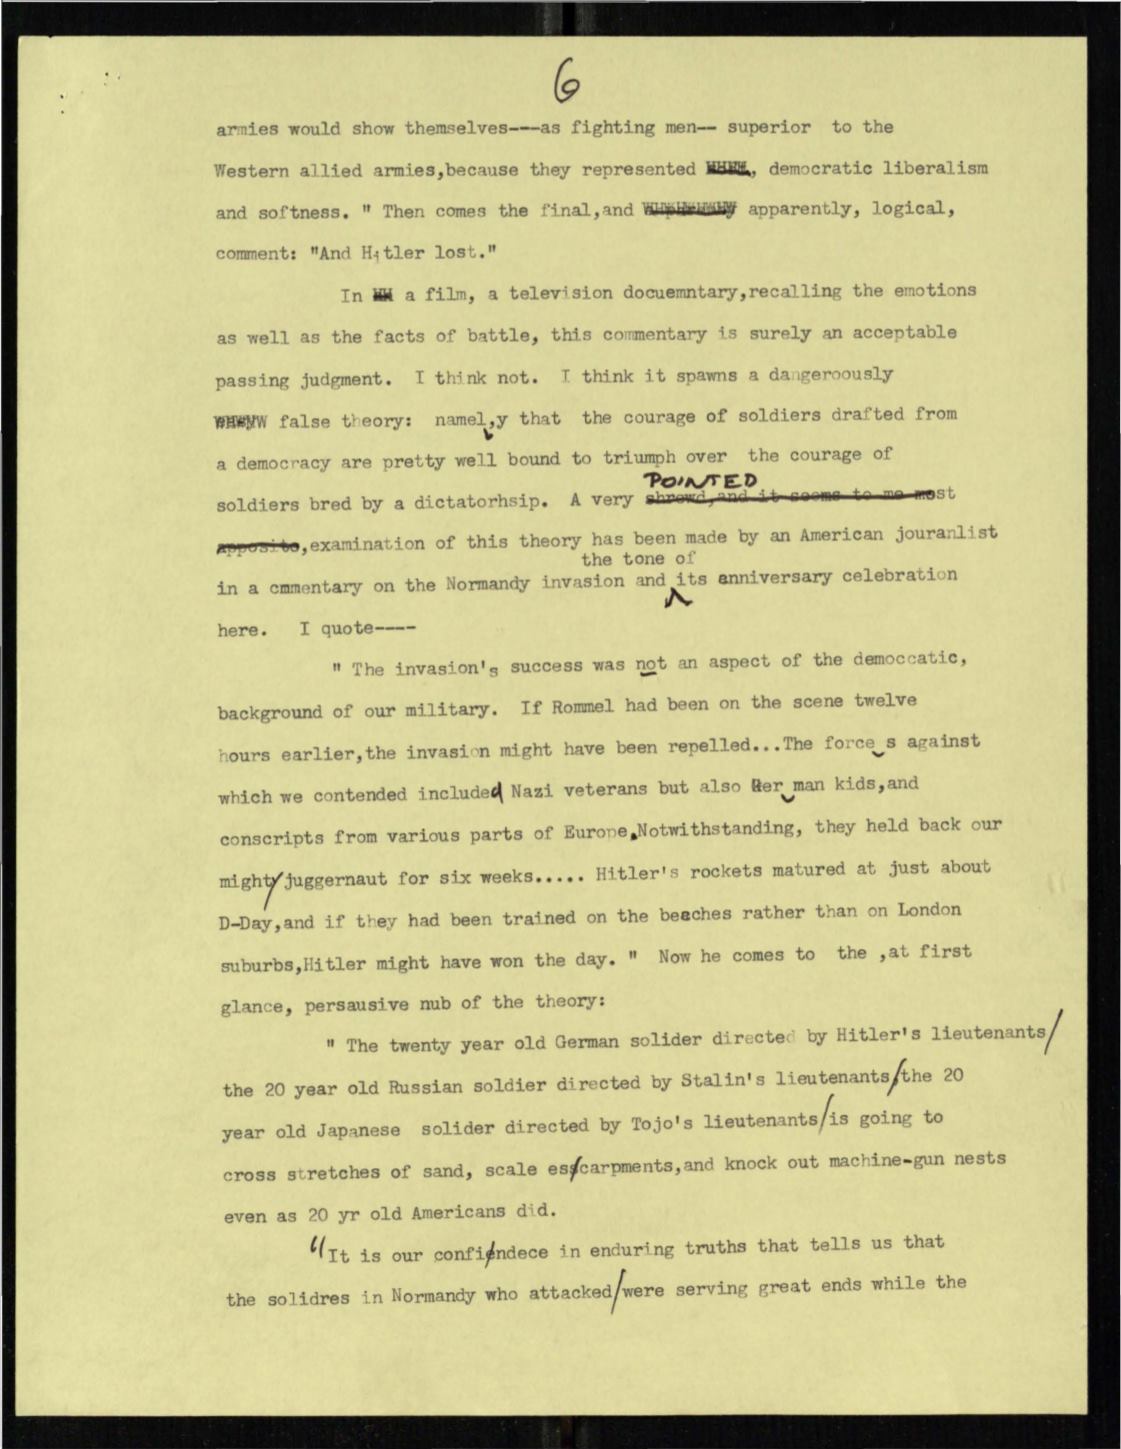 6
armies would show themselves---as fighting men-- superior to the
Western allied armies,because they represented , democratic liberalism
and softness. " Then comes the final,and apparently, logical,
comment: "And Hitler lost."
In a film, a television docuemntary,recalling the emotions
as well as the facts of battle, this commentary is surely an acceptable
passing judgment. I think not. I think it spawns a dangeroously
false theory: namel,y that the courage of soldiers drafted from
a democracy are pretty well bound to triumph over the courage of
POINTED
soldiers bred by a dictatorhsip. A very shrewd,and it seems to me most
apposite,examination of this theory has been made by an American jouranlist
the tone of
in a cmmentary on the Normandy invasion and its anniversary celebration
here. I quote----
" The invasion's success was not an aspect of the democcatic,
background of our military. If Rommel had been on the scene twelve
hours earlier,the invasion might have been repelled...The force s against
which we contended included Nazi veterans but also Ger man kids,and
conscripts from various parts of Europe.Notwithstanding, they held back our
mighty/juggernaut for six weeks..... Hitler's rockets matured at just about
D-Day,and if they had been trained on the beaches rather than on London
suburbs,Hitler might have won the day. " Now he comes to the ,at first
glance, persausive nub of the theory:
" The twenty year old German solider directed by Hitler's lieutenants/
the 20 year old Russian soldier directed by Stalin's lieutenants/the 20
year old Japanese solider directed by Tojo's lieutenants/is going to
cross stretches of sand, scale es/carpments,and knock out machine-gun nests
even as 20 yr old Americans did.
"It is our confi/ndece in enduring truths that tells us that
the solidres in Normandy who attacked/were serving great ends while the